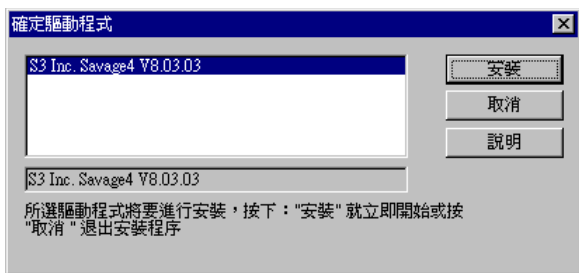 確定驅動程式
S3 Inc. Savage4 V8.03.03
安裝
取消
說明
S3 Inc. Savage4 V8.03.03
所選驅動程式將要進行安裝，按下："安裝" 就立即開始或按
"取消 " 退出安裝程序